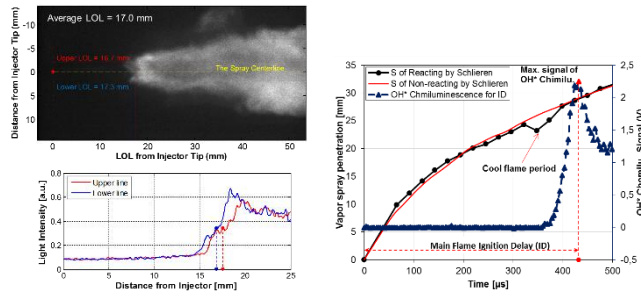 Average LOL = 17.0 mm
Distance from Injector Tip (mm)
-10
-5
0
5
10
Upper LOL = 16.7 mm
The Spray Centerline
Lower LOL = 17.3 mm
0
10
20
30
40
50
LOL from Injector Tip (mm)
Light Intensity [a.u.]
0.8
0.6
0.4
0.2
0
Upper line
Lower line
0
5
10
15
20
25
Distance from Injector [mm]
S of Reacting by Schlieren
S of Non-reacting by Schlieren
OH* Chmiluminescence for ID
Max. signal of
OH* Chimilu.
Vapor spray penetration [mm]
40
35
30
25
20
15
10
5
0
Cool flame period
Main Flame Ignition Delay (ID)
0
100
200
300
400
500
Time [µs]
2,5
2
1,5
1
0,5
0
-0,5
OH* Chemilu. Signal (V)